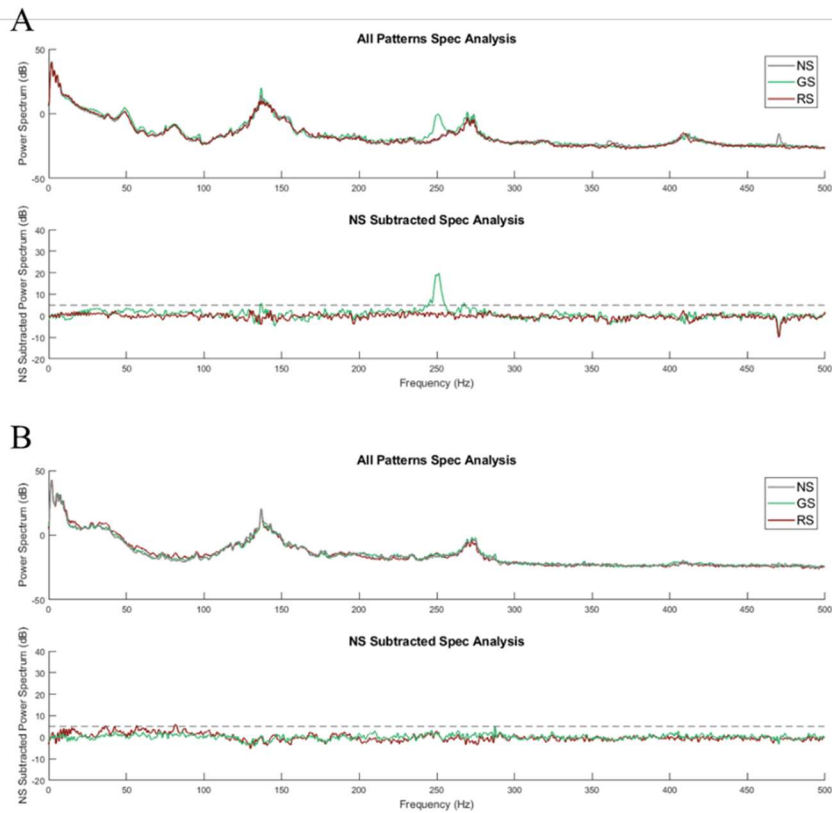 A
All Patterns Spec Analysis
Power Spectrum (dB)
50
0
-50
NS
GS
RS
0 50 100 150 200 250 300 350 400 450 500
NS Subtracted Spec Analysis
NS Subtracted Power Spectrum (dB)
40
30
20
10
0
-10
-20
0 50 100 150 200 250 300 350 400 450 500
Frequency (Hz)
B
All Patterns Spec Analysis
Power Spectrum (dB)
50
0
-50
NS
GS
RS
0 50 100 150 200 250 300 350 400 450 500
NS Subtracted Spec Analysis
NS Subtracted Power Spectrum (dB)
40
30
20
10
0
-10
-20
0 50 100 150 200 250 300 350 400 450 500
Frequency (Hz)